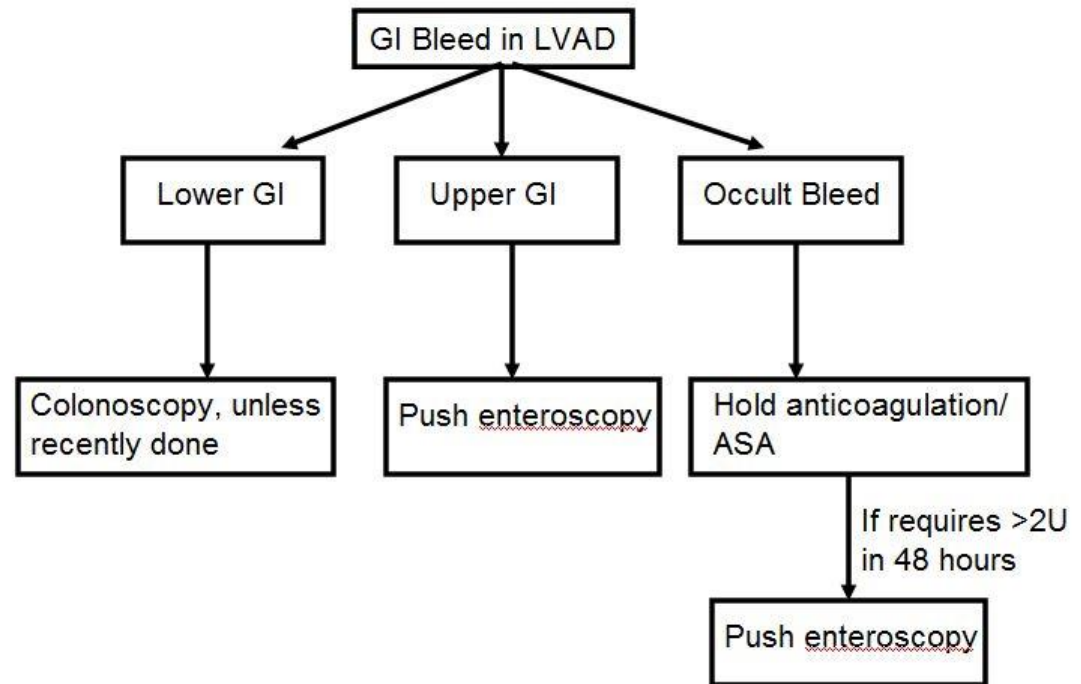 GI Bleed in LVAD
Lower GI
Upper GI
Occult Bleed
Colonoscopy, unless
recently done
Push enteroscopy
Hold anticoagulation/
ASA
If requires >2U
in 48 hours
Push enteroscopy